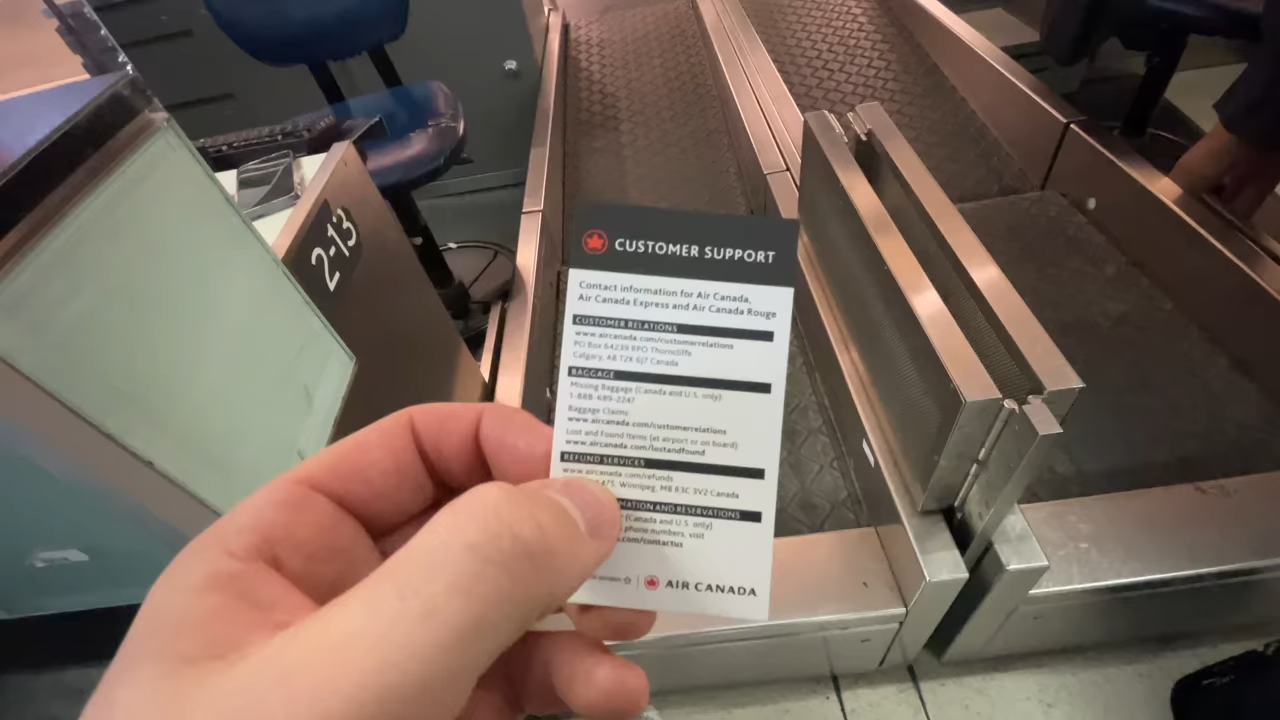 2-13
CUSTOMER SUPPORT
Contact information for Air Canada,
Air Canada Express and Air Canada Rouge
CUSTOMER RELATIONS
www.aircanada.com/customerrelations
PO Box 64239 RPO Thorncliffe
Calgary, AB T2K 6J7 Canada
BAGGAGE
Missing Baggage (Canada and U.S. only):
1-888-689-2247
Baggage Claims:
www.aircanada.com/customerrelations
Lost and Found Items (at airport or on board):
www.aircanada.com/lostandfound
REFUND SERVICES
www.aircanada.com/refunds
Winnipeg, MB R3C 3V2 Canada
AND RESERVATIONS
(Canada and U.S. only)
phone numbers, visit
.com/contactus
AIR CANADA